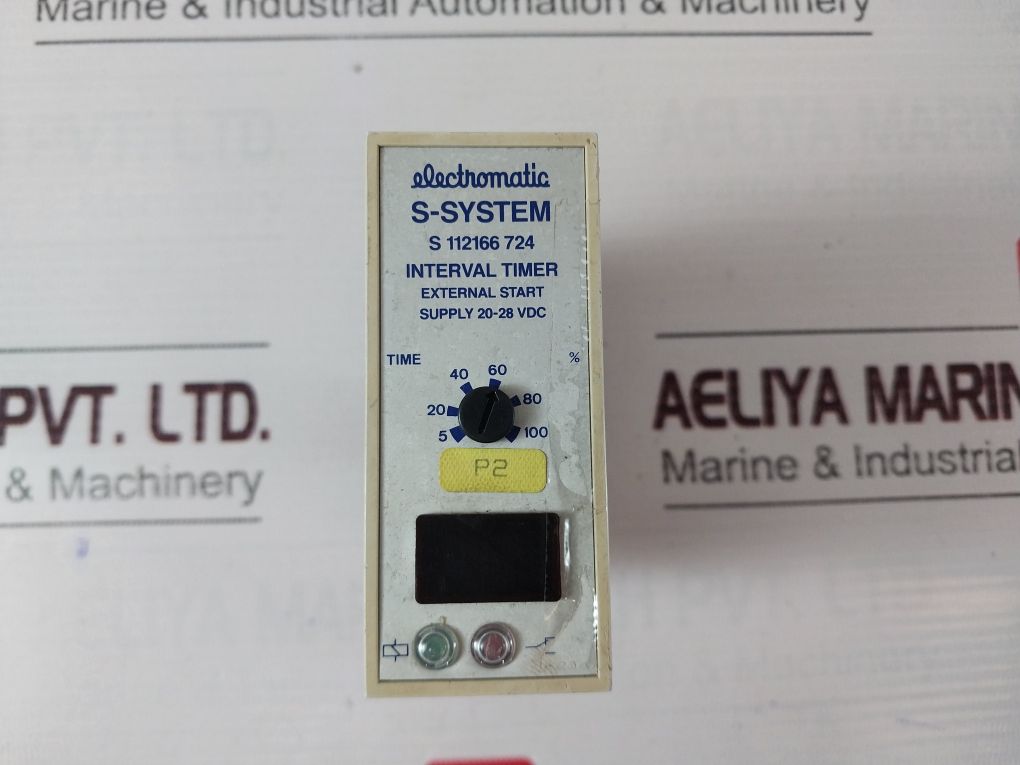 Marine & Industrial Automation & Machinery
electromatic
S-SYSTEM
S 112166 724
INTERVAL TIMER
EXTERNAL START
SUPPLY 20-28 VDC
TIME %
5 20 40 60 80 100
P2
PVT. LTD.
& Machinery
AELIYA MARIN
Marine & Industrial